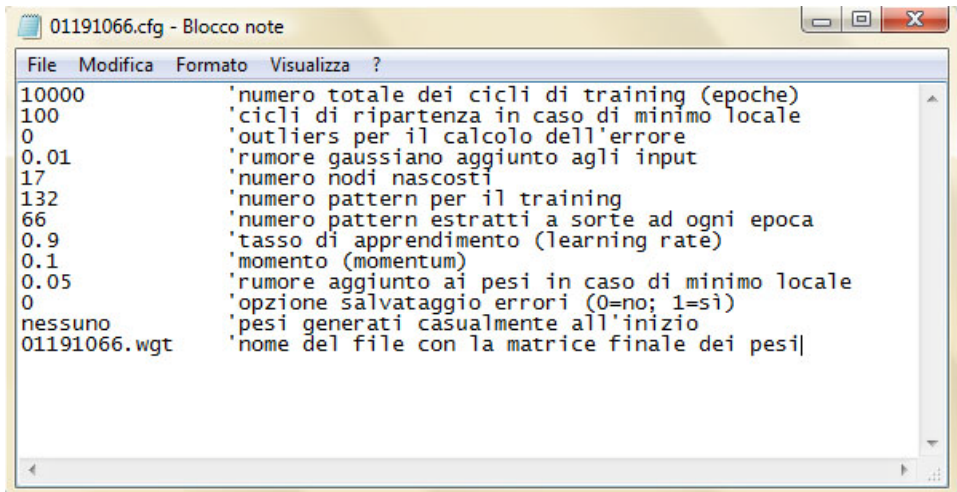 01191066.cfg - Blocco note
File Modifica Formato Visualizza ?
10000 'numero totale dei cicli di training (epoche)
100 'cicli di ripartenza in caso di minimo locale
0 'outliers per il calcolo dell'errore
0.01 'rumore gaussiano aggiunto agli input
17 'numero nodi nascosti
132 'numero pattern per il training
66 'numero pattern estratti a sorte ad ogni epoca
0.9 'tasso di apprendimento (learning rate)
0.1 'momento (momentum)
0.05 'rumore aggiunto ai pesi in caso di minimo locale
0 'opzione salvataggio errori (0=no; 1=sì)
nessuno 'pesi generati casualmente all'inizio
01191066.wgt 'nome del file con la matrice finale dei pesi